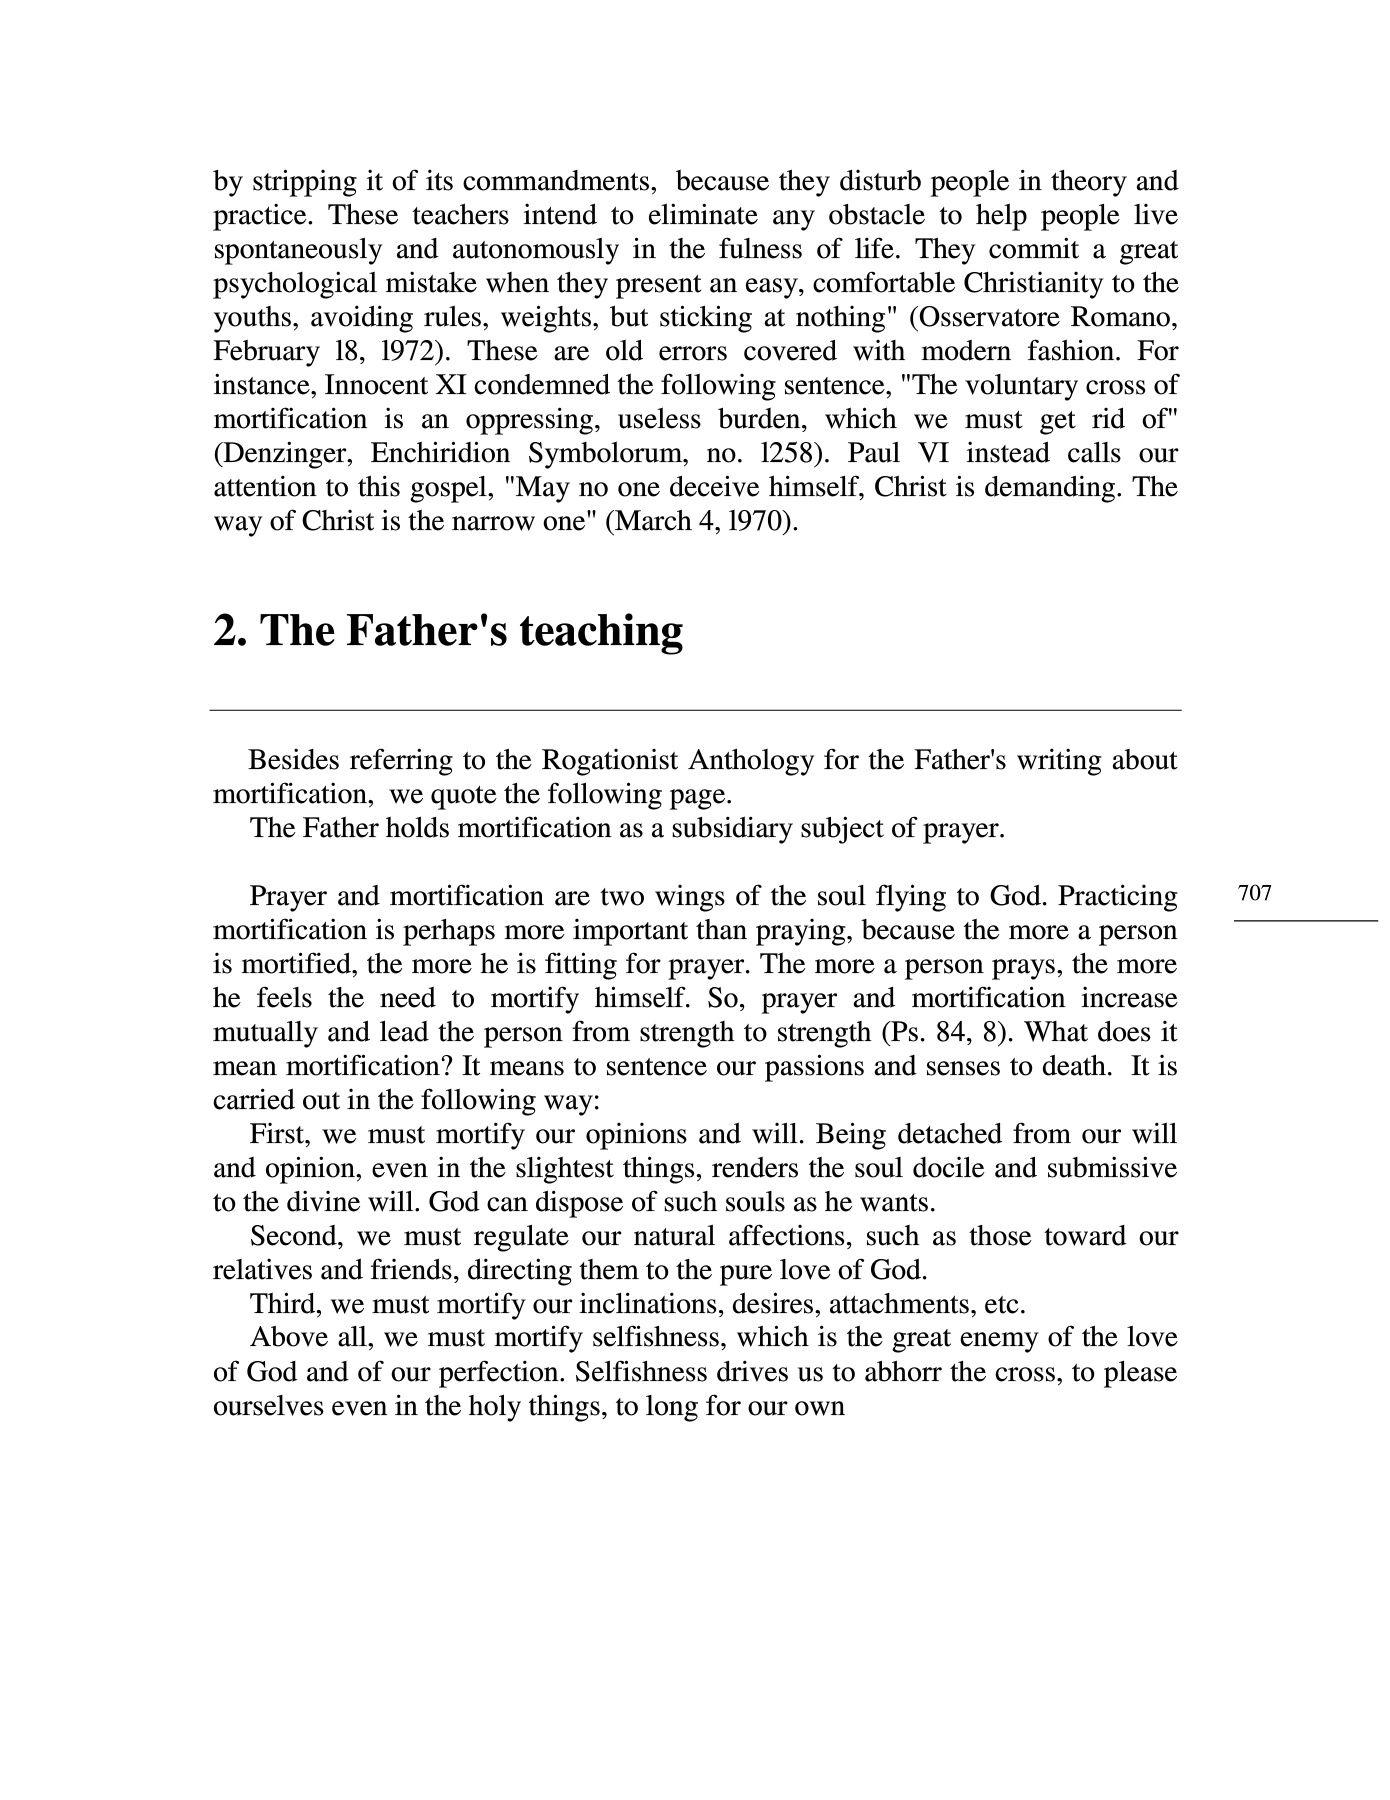 by stripping it of its commandments,  because they disturb people in theory and
practice. These teachers intend to eliminate any obstacle to help people live
spontaneously and autonomously in the fulness of life. They commit a great
psychological mistake when they present an easy, comfortable Christianity to the
youths, avoiding rules, weights, but sticking at nothing" (Osservatore Romano,
February l8, l972). These are old errors covered with modern fashion. For
instance, Innocent XI condemned the following sentence, "The voluntary cross of
mortification is an oppressing, useless burden, which we must get rid of"
(Denzinger, Enchiridion Symbolorum, no. l258). Paul VI instead calls our
attention to this gospel, "May no one deceive himself, Christ is demanding. The
way of Christ is the narrow one" (March 4, l970).
2. The Father's teaching
Besides referring to the Rogationist Anthology for the Father's writing about
mortification,  we quote the following page.
The Father holds mortification as a subsidiary subject of prayer.
Prayer and mortification are two wings of the soul flying to God. Practicing
mortification is perhaps more important than praying, because the more a person
is mortified, the more he is fitting for prayer. The more a person prays, the more
he feels the need to mortify himself. So, prayer and mortification increase
mutually and lead the person from strength to strength (Ps. 84, 8). What does it
mean mortification? It means to sentence our passions and senses to death.  It is
carried out in the following way:
First, we must mortify our opinions and will. Being detached from our will
and opinion, even in the slightest things, renders the soul docile and submissive
to the divine will. God can dispose of such souls as he wants.
Second, we must regulate our natural affections, such as those toward our
relatives and friends, directing them to the pure love of God.
Third, we must mortify our inclinations, desires, attachments, etc.
Above all, we must mortify selfishness, which is the great enemy of the love
of God and of our perfection. Selfishness drives us to abhorr the cross, to please
ourselves even in the holy things, to long for our own
707